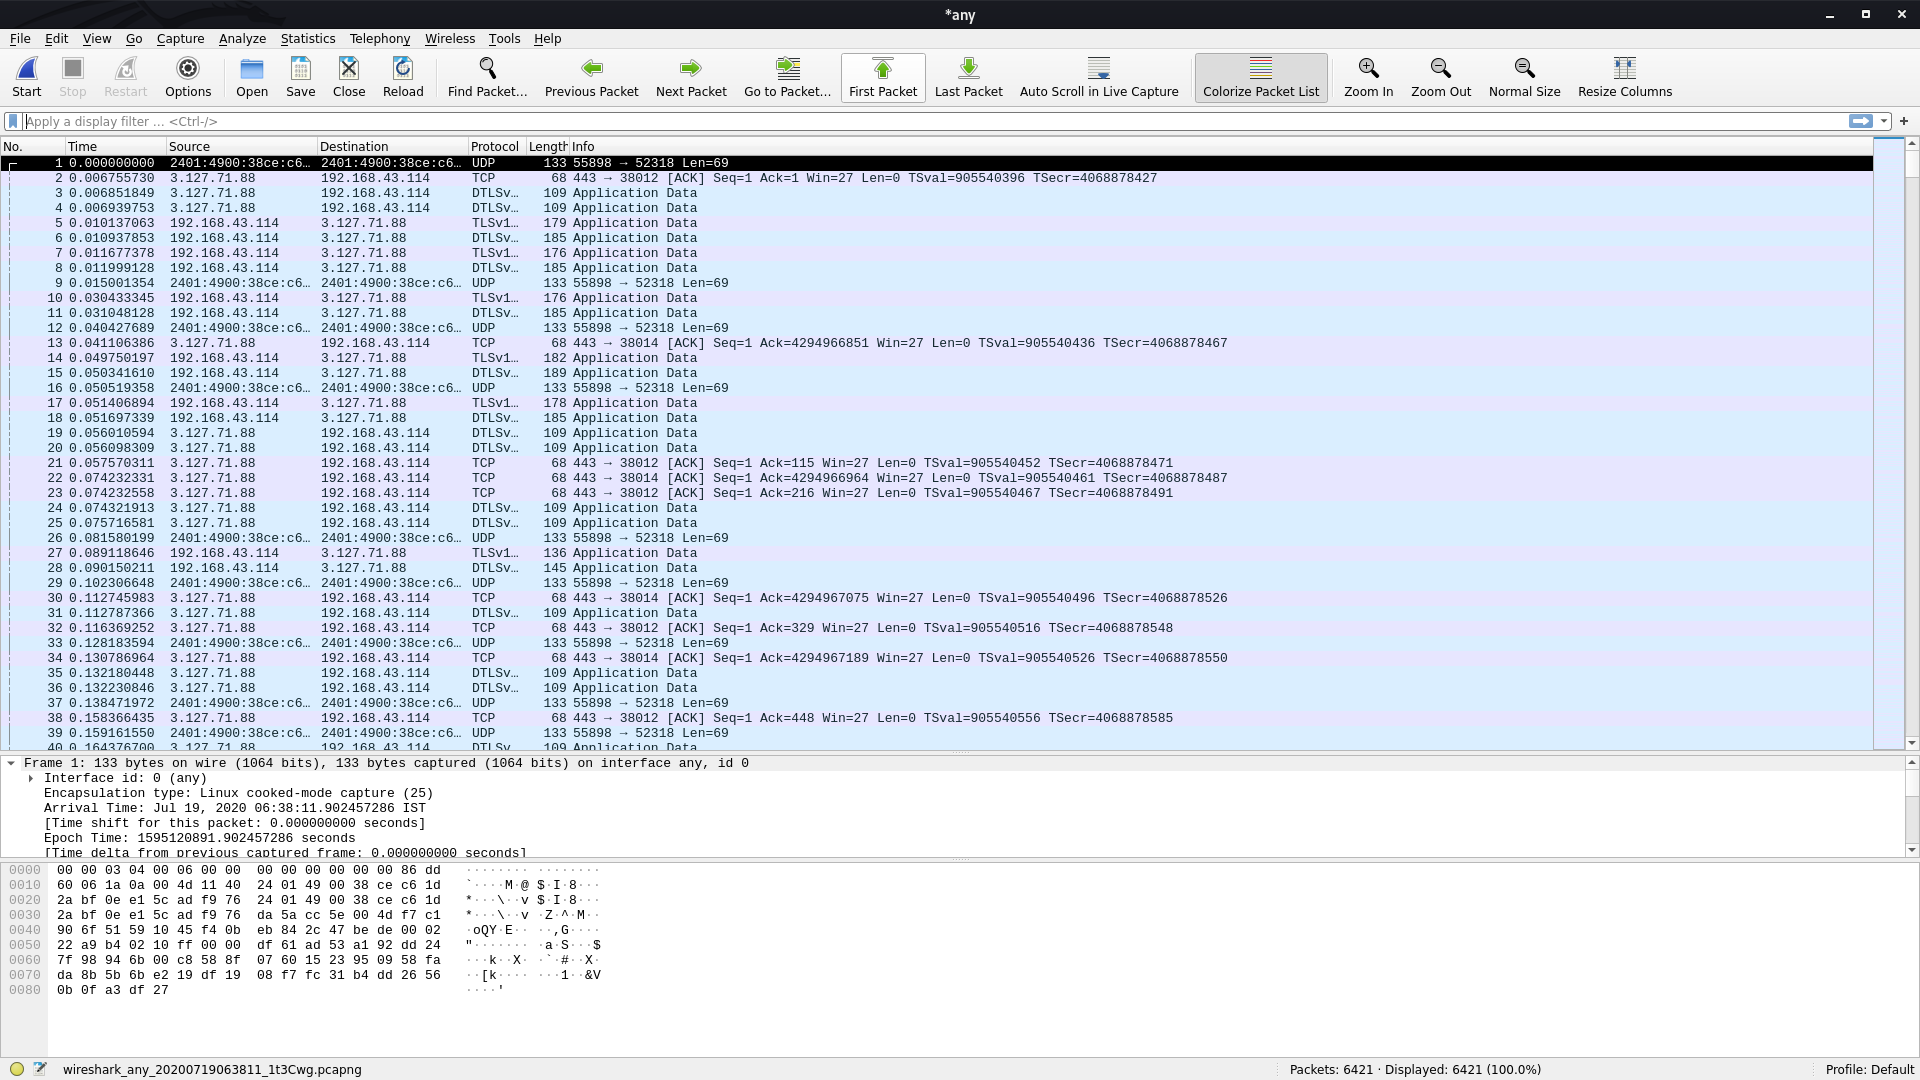 *any
File Edit View Go Capture Analyze Statistics Telephony Wireless Tools Help
Start Stop Restart Options Open Save Close Reload Find Packet... Previous Packet Next Packet Go to Packet... First Packet Last Packet Auto Scroll in Live Capture Colorize Packet List Zoom In Zoom Out Normal Size Resize Columns
Apply a display filter ... <Ctrl-/> +
No. Time Source Destination Protocol Length Info
1 0.000000000 2401:4900:38ce:c6… 2401:4900:38ce:c6… UDP 133 55898 → 52318 Len=69
2 0.006755730 3.127.71.88 192.168.43.114 TCP 68 443 → 38012 [ACK] Seq=1 Ack=1 Win=27 Len=0 TSval=905540396 TSecr=4068878427
3 0.006851849 3.127.71.88 192.168.43.114 DTLSv… 109 Application Data
4 0.006939753 3.127.71.88 192.168.43.114 DTLSv… 109 Application Data
5 0.010137063 192.168.43.114 3.127.71.88 TLSv1… 179 Application Data
6 0.010937853 192.168.43.114 3.127.71.88 DTLSv… 185 Application Data
7 0.011677378 192.168.43.114 3.127.71.88 TLSv1… 176 Application Data
8 0.011999128 192.168.43.114 3.127.71.88 DTLSv… 185 Application Data
9 0.015001354 2401:4900:38ce:c6… 2401:4900:38ce:c6… UDP 133 55898 → 52318 Len=69
10 0.030433345 192.168.43.114 3.127.71.88 TLSv1… 176 Application Data
11 0.031048128 192.168.43.114 3.127.71.88 DTLSv… 185 Application Data
12 0.040427689 2401:4900:38ce:c6… 2401:4900:38ce:c6… UDP 133 55898 → 52318 Len=69
13 0.041106386 3.127.71.88 192.168.43.114 TCP 68 443 → 38014 [ACK] Seq=1 Ack=4294966851 Win=27 Len=0 TSval=905540436 TSecr=4068878467
14 0.049750197 192.168.43.114 3.127.71.88 TLSv1… 182 Application Data
15 0.050341610 192.168.43.114 3.127.71.88 DTLSv… 189 Application Data
16 0.050519358 2401:4900:38ce:c6… 2401:4900:38ce:c6… UDP 133 55898 → 52318 Len=69
17 0.051406894 192.168.43.114 3.127.71.88 TLSv1… 178 Application Data
18 0.051697339 192.168.43.114 3.127.71.88 DTLSv… 185 Application Data
19 0.056010594 3.127.71.88 192.168.43.114 DTLSv… 109 Application Data
20 0.056098309 3.127.71.88 192.168.43.114 DTLSv… 109 Application Data
21 0.057570311 3.127.71.88 192.168.43.114 TCP 68 443 → 38012 [ACK] Seq=1 Ack=115 Win=27 Len=0 TSval=905540452 TSecr=4068878471
22 0.074232331 3.127.71.88 192.168.43.114 TCP 68 443 → 38014 [ACK] Seq=1 Ack=4294966964 Win=27 Len=0 TSval=905540461 TSecr=4068878487
23 0.074232558 3.127.71.88 192.168.43.114 TCP 68 443 → 38012 [ACK] Seq=1 Ack=216 Win=27 Len=0 TSval=905540467 TSecr=4068878491
24 0.074321913 3.127.71.88 192.168.43.114 DTLSv… 109 Application Data
25 0.075716581 3.127.71.88 192.168.43.114 DTLSv… 109 Application Data
26 0.081580199 2401:4900:38ce:c6… 2401:4900:38ce:c6… UDP 133 55898 → 52318 Len=69
27 0.089118646 192.168.43.114 3.127.71.88 TLSv1… 136 Application Data
28 0.090150211 192.168.43.114 3.127.71.88 DTLSv… 145 Application Data
29 0.102306648 2401:4900:38ce:c6… 2401:4900:38ce:c6… UDP 133 55898 → 52318 Len=69
30 0.112745983 3.127.71.88 192.168.43.114 TCP 68 443 → 38014 [ACK] Seq=1 Ack=4294967075 Win=27 Len=0 TSval=905540496 TSecr=4068878526
31 0.112787366 3.127.71.88 192.168.43.114 DTLSv… 109 Application Data
32 0.116369252 3.127.71.88 192.168.43.114 TCP 68 443 → 38012 [ACK] Seq=1 Ack=329 Win=27 Len=0 TSval=905540516 TSecr=4068878548
33 0.128183594 2401:4900:38ce:c6… 2401:4900:38ce:c6… UDP 133 55898 → 52318 Len=69
34 0.130786964 3.127.71.88 192.168.43.114 TCP 68 443 → 38014 [ACK] Seq=1 Ack=4294967189 Win=27 Len=0 TSval=905540526 TSecr=4068878550
35 0.132180448 3.127.71.88 192.168.43.114 DTLSv… 109 Application Data
36 0.132230846 3.127.71.88 192.168.43.114 DTLSv… 109 Application Data
37 0.138471972 2401:4900:38ce:c6… 2401:4900:38ce:c6… UDP 133 55898 → 52318 Len=69
38 0.158366435 3.127.71.88 192.168.43.114 TCP 68 443 → 38012 [ACK] Seq=1 Ack=448 Win=27 Len=0 TSval=905540556 TSecr=4068878585
39 0.159161550 2401:4900:38ce:c6… 2401:4900:38ce:c6… UDP 133 55898 → 52318 Len=69
40 0.164376700 3.127.71.88 192.168.43.114 DTLSv 109 Application Data
Frame 1: 133 bytes on wire (1064 bits), 133 bytes captured (1064 bits) on interface any, id 0
Interface id: 0 (any)
Encapsulation type: Linux cooked-mode capture (25)
Arrival Time: Jul 19, 2020 06:38:11.902457286 IST
[Time shift for this packet: 0.000000000 seconds]
Epoch Time: 1595120891.902457286 seconds
[Time delta from previous captured frame: 0.000000000 seconds]
0000 00 00 03 04 00 06 00 00 00 00 00 00 00 00 86 dd ········ ········
0010 60 06 1a 0a 00 4d 11 40 24 01 49 00 38 ce c6 1d `····M·@ $·I·8···
0020 2a bf 0e e1 5c ad f9 76 24 01 49 00 38 ce c6 1d *···\··v $·I·8···
0030 2a bf 0e e1 5c ad f9 76 da 5a cc 5e 00 4d f7 c1 *···\··v ·Z·^·M··
0040 90 6f 51 59 10 45 f4 0b eb 84 2c 47 be de 00 02 ·oQY·E·· ··,G····
0050 22 a9 b4 02 10 ff 00 00 df 61 ad 53 a1 92 dd 24 "······· ·a·S···$
0060 7f 98 94 6b 00 c8 58 8f 07 60 15 23 95 09 58 fa ···k··X· ·`·#··X·
0070 da 8b 5b 6b e2 19 df 19 08 f7 fc 31 b4 dd 26 56 ··[k···· ···1··&V
0080 0b 0f a3 df 27 ····'
wireshark_any_20200719063811_1t3Cwg.pcapng Packets: 6421 · Displayed: 6421 (100.0%) Profile: Default